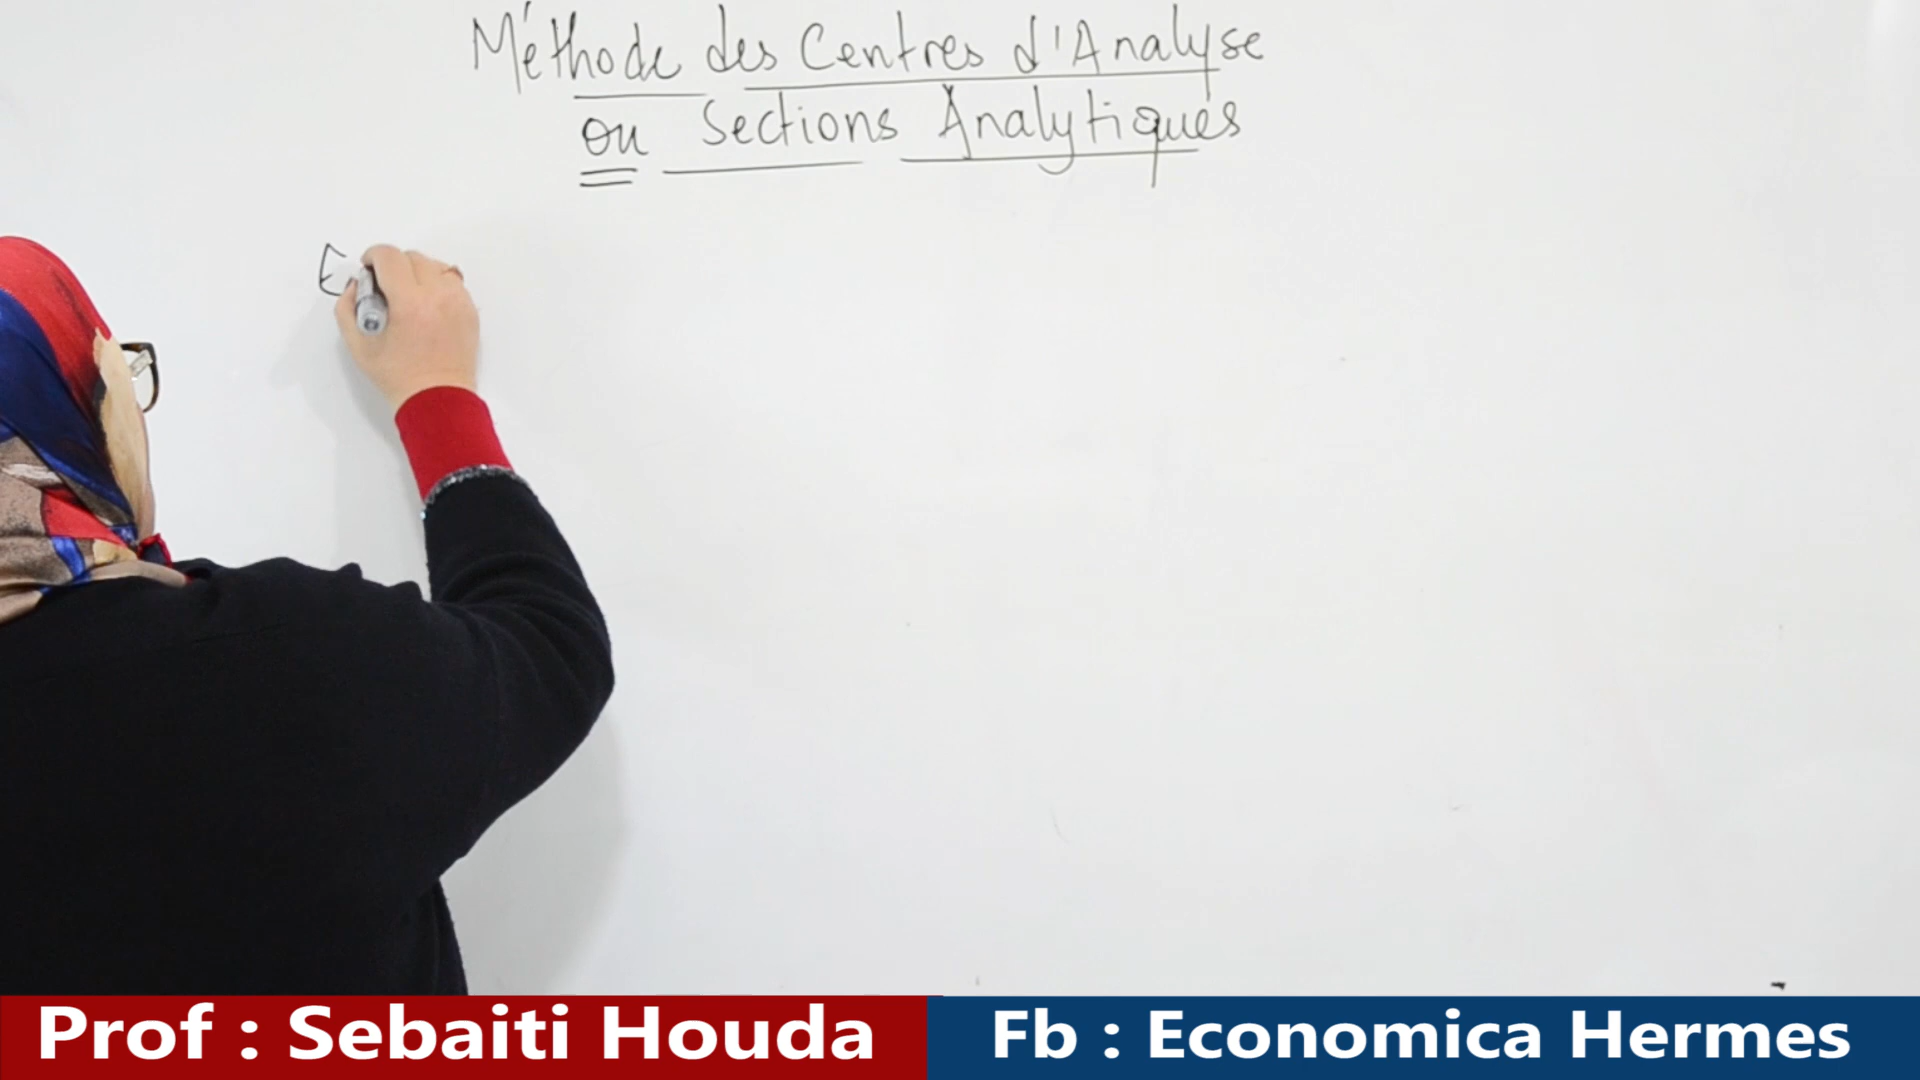 Méthode des Centres d'Analyse
ou Sections Analytiques
E
Prof : Sebaiti Houda
Fb : Economica Hermes